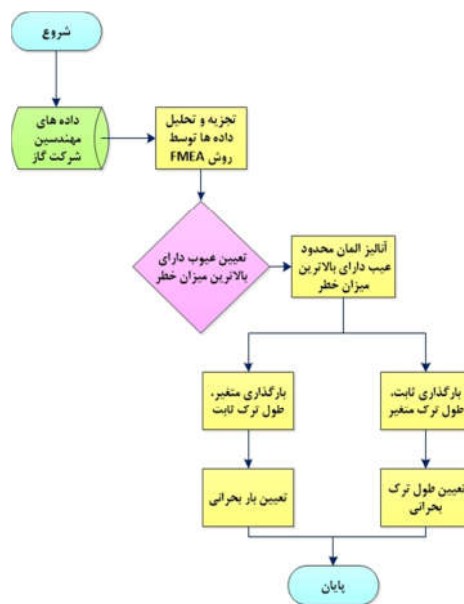 شروع
داده های
مهندسین
شرکت گاز
تجزیه و تحلیل
داده ها توسط
روش FMEA
تعیین عیوب دارای
بالاترین میزان خطر
آنالیز المان محدود
عیب دارای بالاترین
میزان خطر
بارگذاری ثابت،
طول ترک متغیر
بارگذاری متغیر،
طول ترک ثابت
تعیین طول ترک
بحرانی
تعیین بار بحرانی
پایان